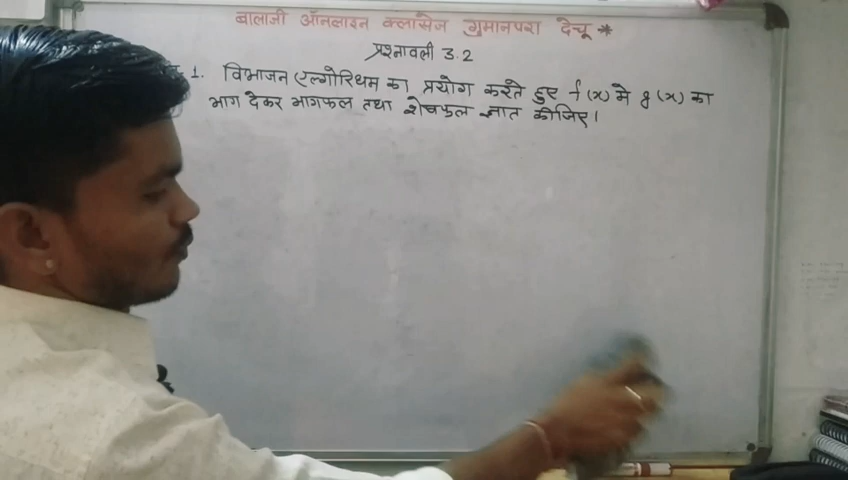 बालाजी ऑनलाइन क्लासेज गुमानपरा देचू *
प्रश्नावली 3.2
1. विभाजन एल्गोरिथम का प्रयोग करते हुए f(x) मे g(x) का
भाग देकर भागफल तथा शेषफल ज्ञात कीजिए।